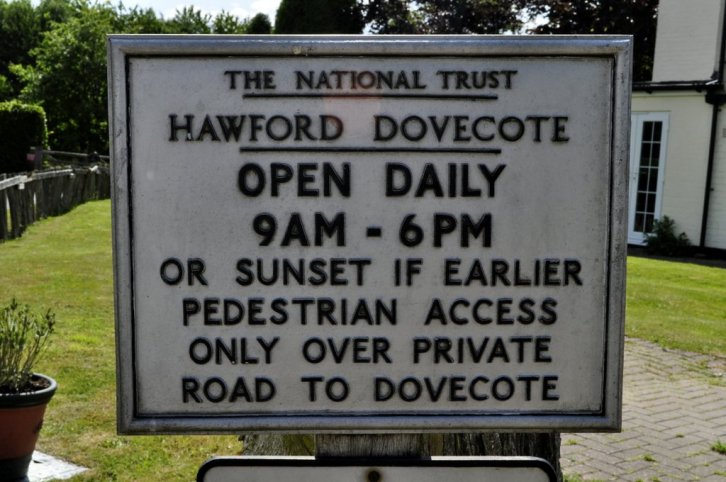 THE NATIONAL TRUST
HAWFORD DOVECOTE
OPEN DAILY
9AM - 6PM
OR SUNSET IF EARLIER
PEDESTRIAN ACCESS
ONLY OVER PRIVATE
ROAD TO DOVECOTE